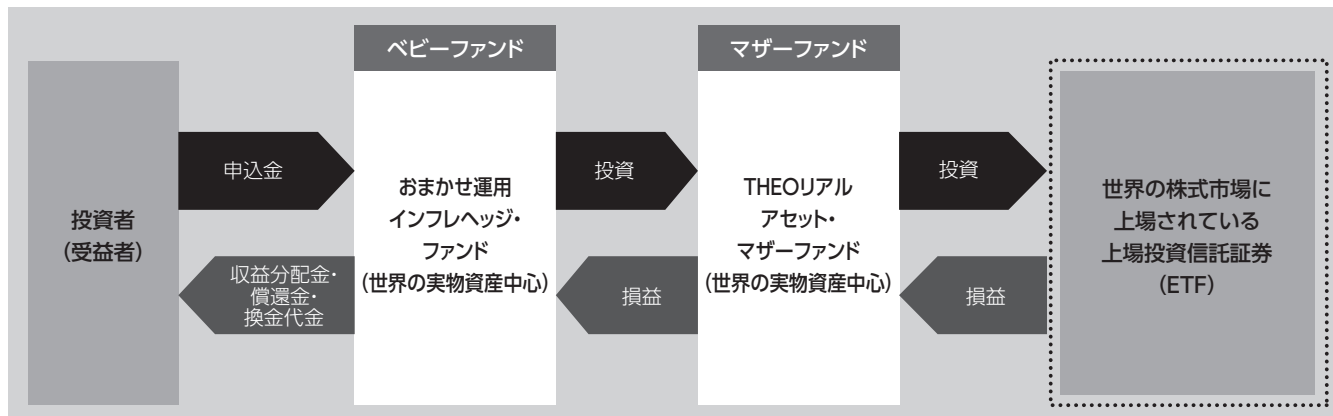 ベビーファンド
マザーファンド
投資者
(受益者)
申込金
収益分配金・
償還金・
換金代金
おまかせ運用
インフレヘッジ・
ファンド
(世界の実物資産中心)
投資
損益
THEOリアル
アセット・
マザーファンド
(世界の実物資産中心)
投資
損益
世界の株式市場に
上場されている
上場投資信託証券
(ETF)